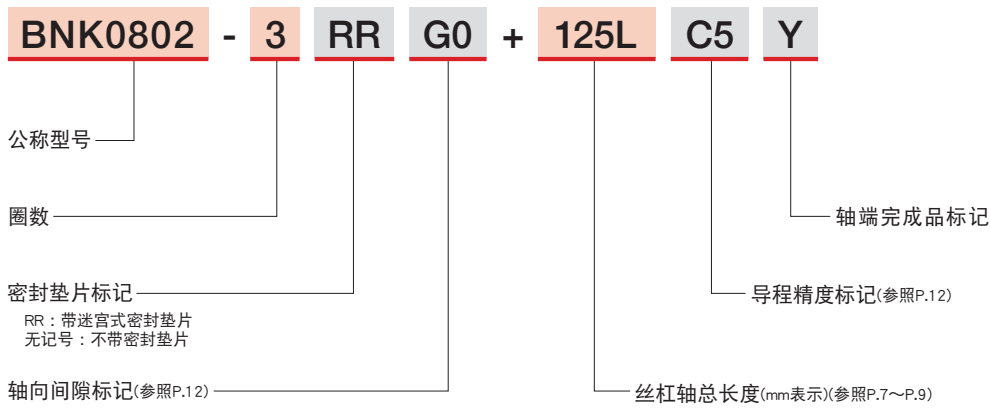 BNK0802 - 3 RR G0 + 125L C5 Y
公称型号
圈数
轴端完成品标记
密封垫片标记
RR：带迷宫式密封垫片
无记号：不带密封垫片
导程精度标记(参照P.12)
轴向间隙标记(参照P.12)
丝杠轴总长度(mm表示)(参照P.7～P.9)